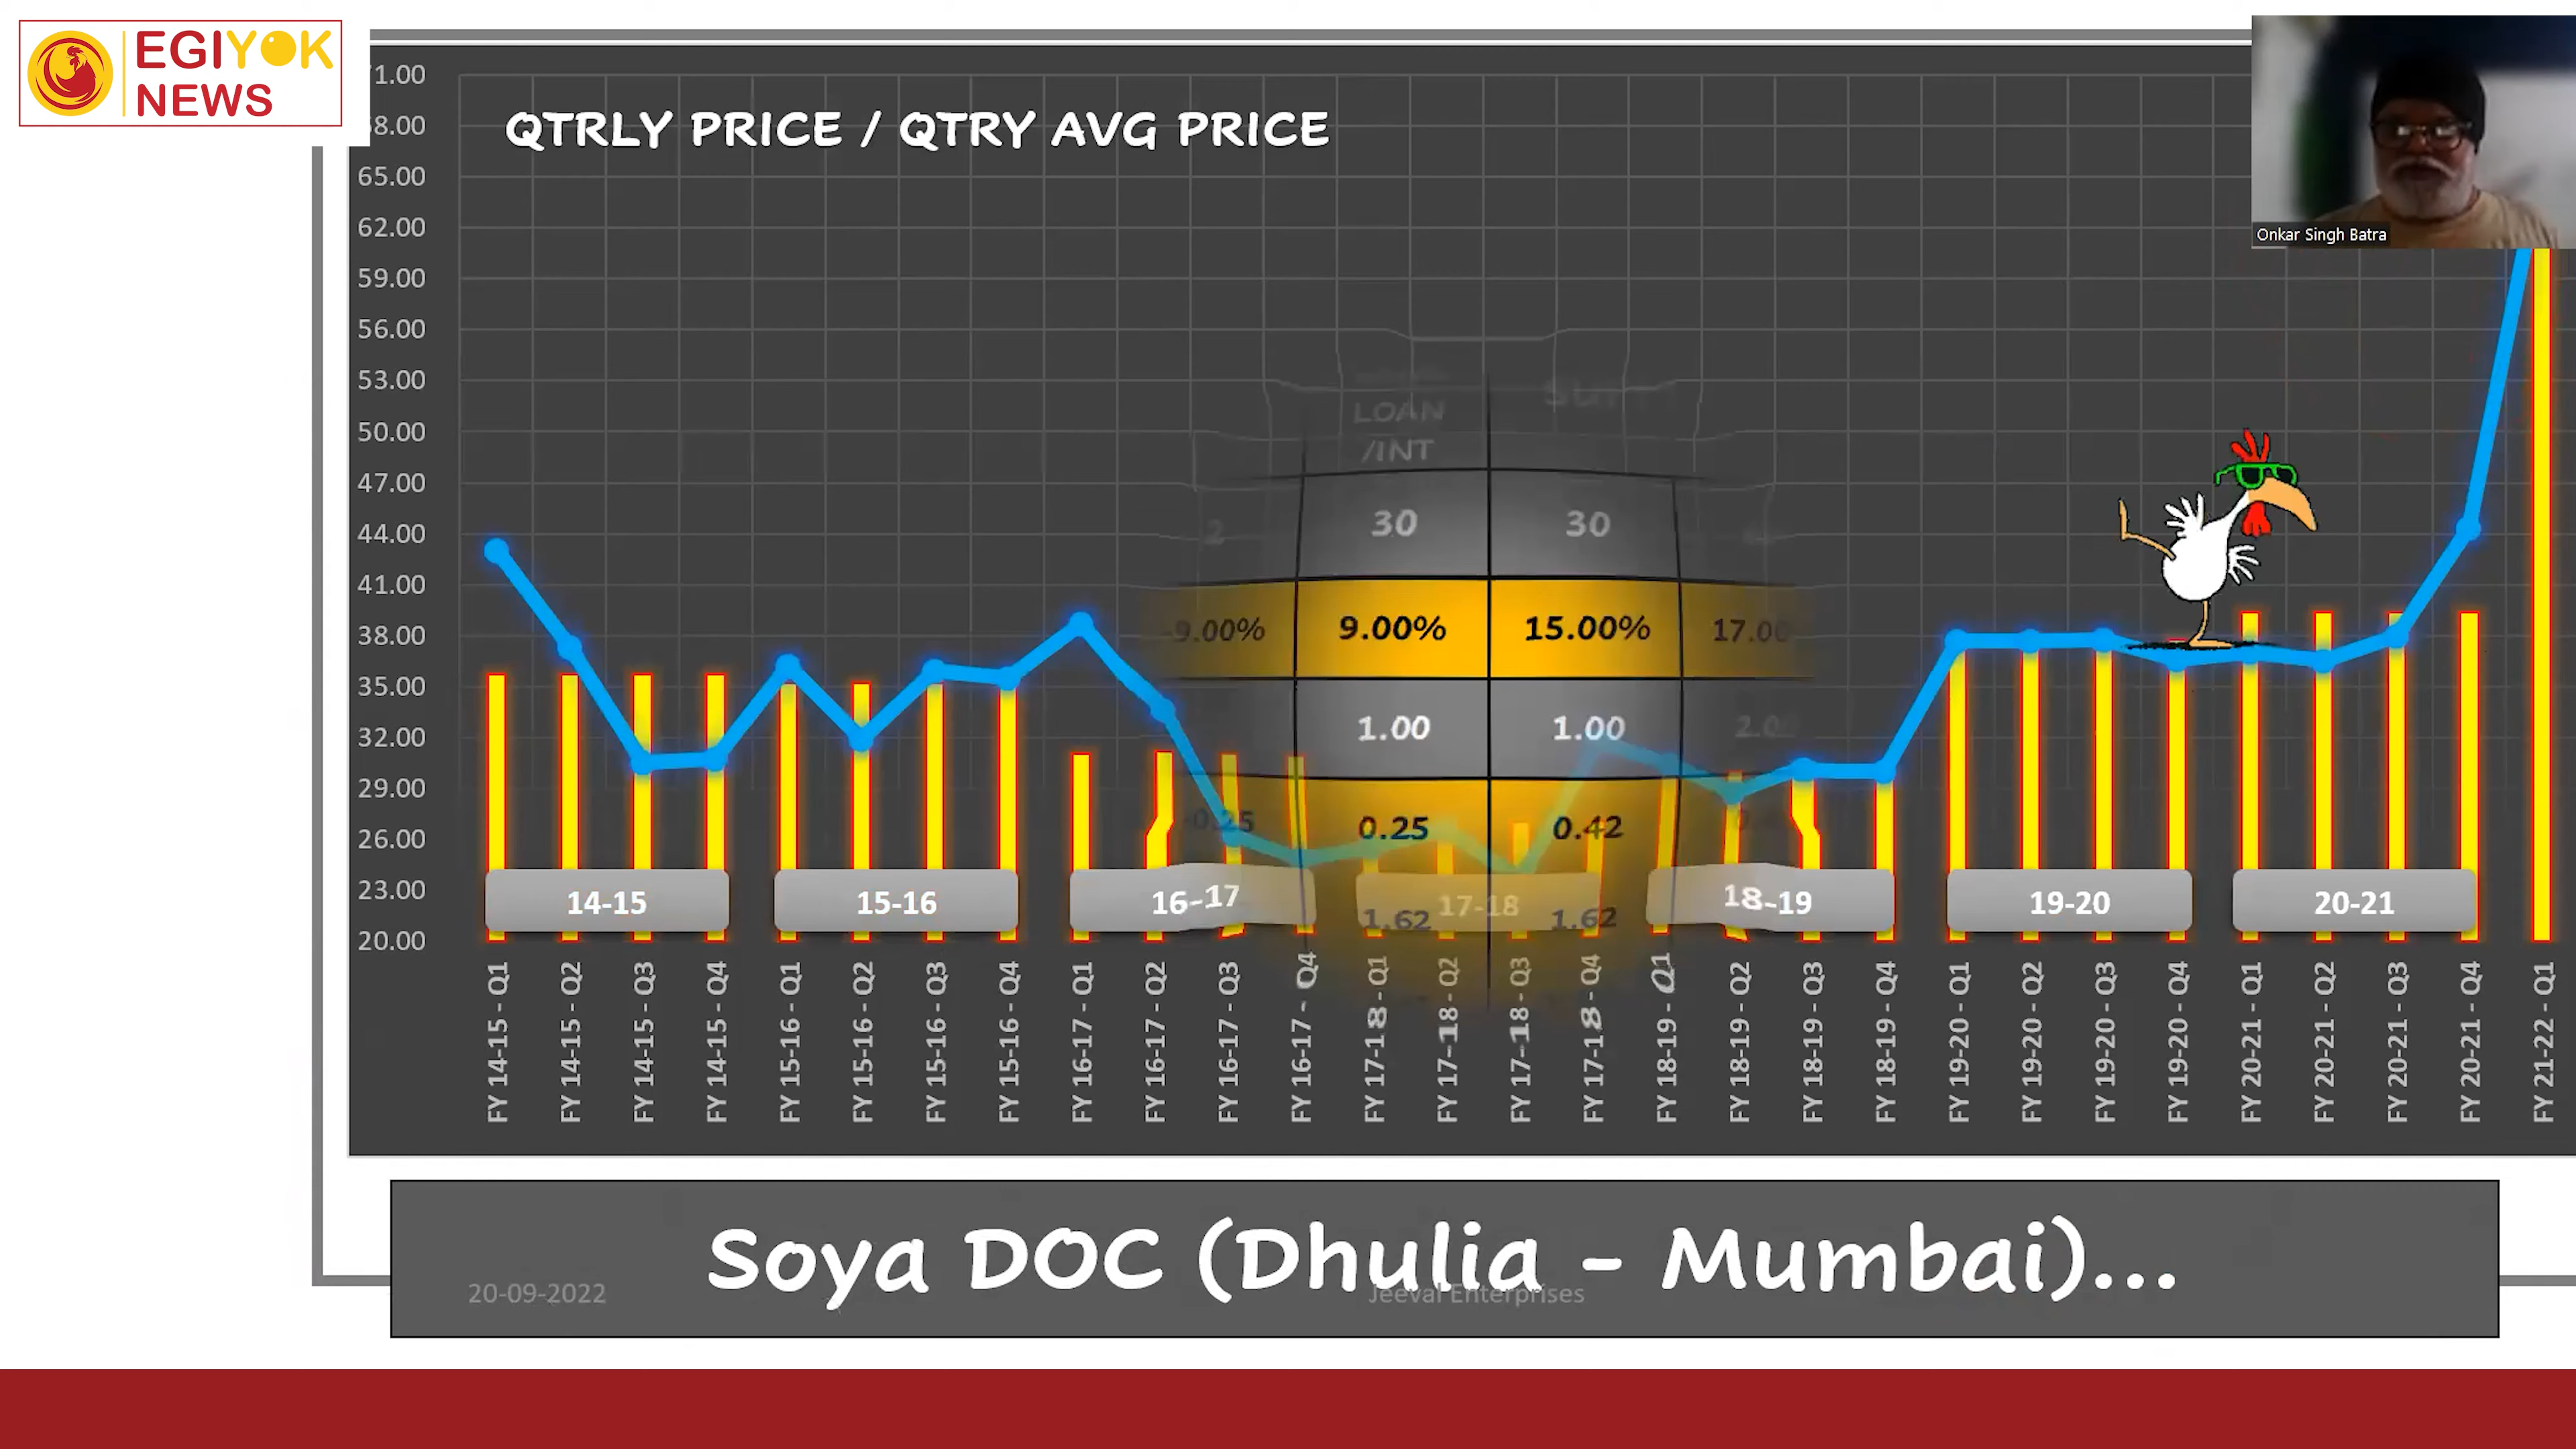 EGIYOK
NEWS
QTRLY PRICE / QTRY AVG PRICE
Onkar Singh Batra
65.00
62.00
59.00
56.00
53.00
50.00
47.00
44.00
41.00
38.00
35.00
32.00
29.00
26.00
23.00
20.00
LOAN
/INT
30 30
9.00% 9.00% 15.00%
1.00 1.00
0.25 0.25 0.42
1.62 1.62
14-15 15-16 16-17 17-18 18-19 19-20 20-21
FY 14-15 - Q1
FY 14-15 - Q2
FY 14-15 - Q3
FY 14-15 - Q4
FY 15-16 - Q1
FY 15-16 - Q2
FY 15-16 - Q3
FY 15-16 - Q4
FY 16-17 - Q1
FY 16-17 - Q2
FY 16-17 - Q3
FY 16-17 - Q4
FY 17-18 - Q1
FY 17-18 - Q2
FY 17-18 - Q3
FY 17-18 - Q4
FY 18-19 - Q1
FY 18-19 - Q2
FY 18-19 - Q3
FY 18-19 - Q4
FY 19-20 - Q1
FY 19-20 - Q2
FY 19-20 - Q3
FY 19-20 - Q4
FY 20-21 - Q1
FY 20-21 - Q2
FY 20-21 - Q3
FY 20-21 - Q4
FY 21-22 - Q1
Soya DOC (Dhulia - Mumbai)...
20-09-2022 Jeeval Enterprises